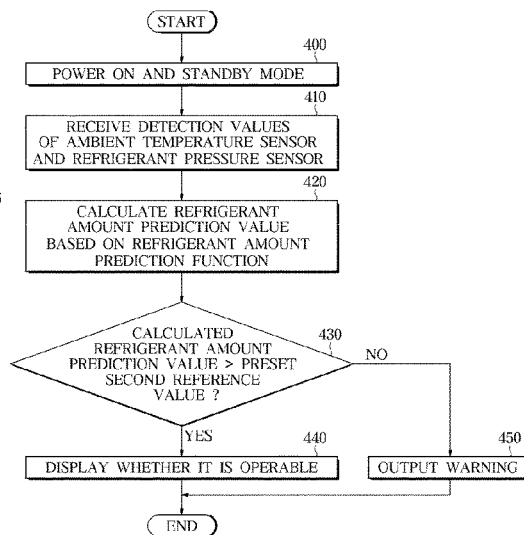 START
400
POWER ON AND STANDBY MODE
410
RECEIVE DETECTION VALUES
OF AMBIENT TEMPERATURE SENSOR
AND REFRIGERANT PRESSURE SENSOR
420
CALCULATE REFRIGERANT
AMOUNT PREDICTION VALUE
BASED ON REFRIGERANT AMOUNT
PREDICTION FUNCTION
430
CALCULATED
REFRIGERANT AMOUNT
PREDICTION VALUE > PRESET
SECOND REFERENCE
VALUE ?
NO
YES
440
DISPLAY WHETHER IT IS OPERABLE
450
OUTPUT WARNING
END